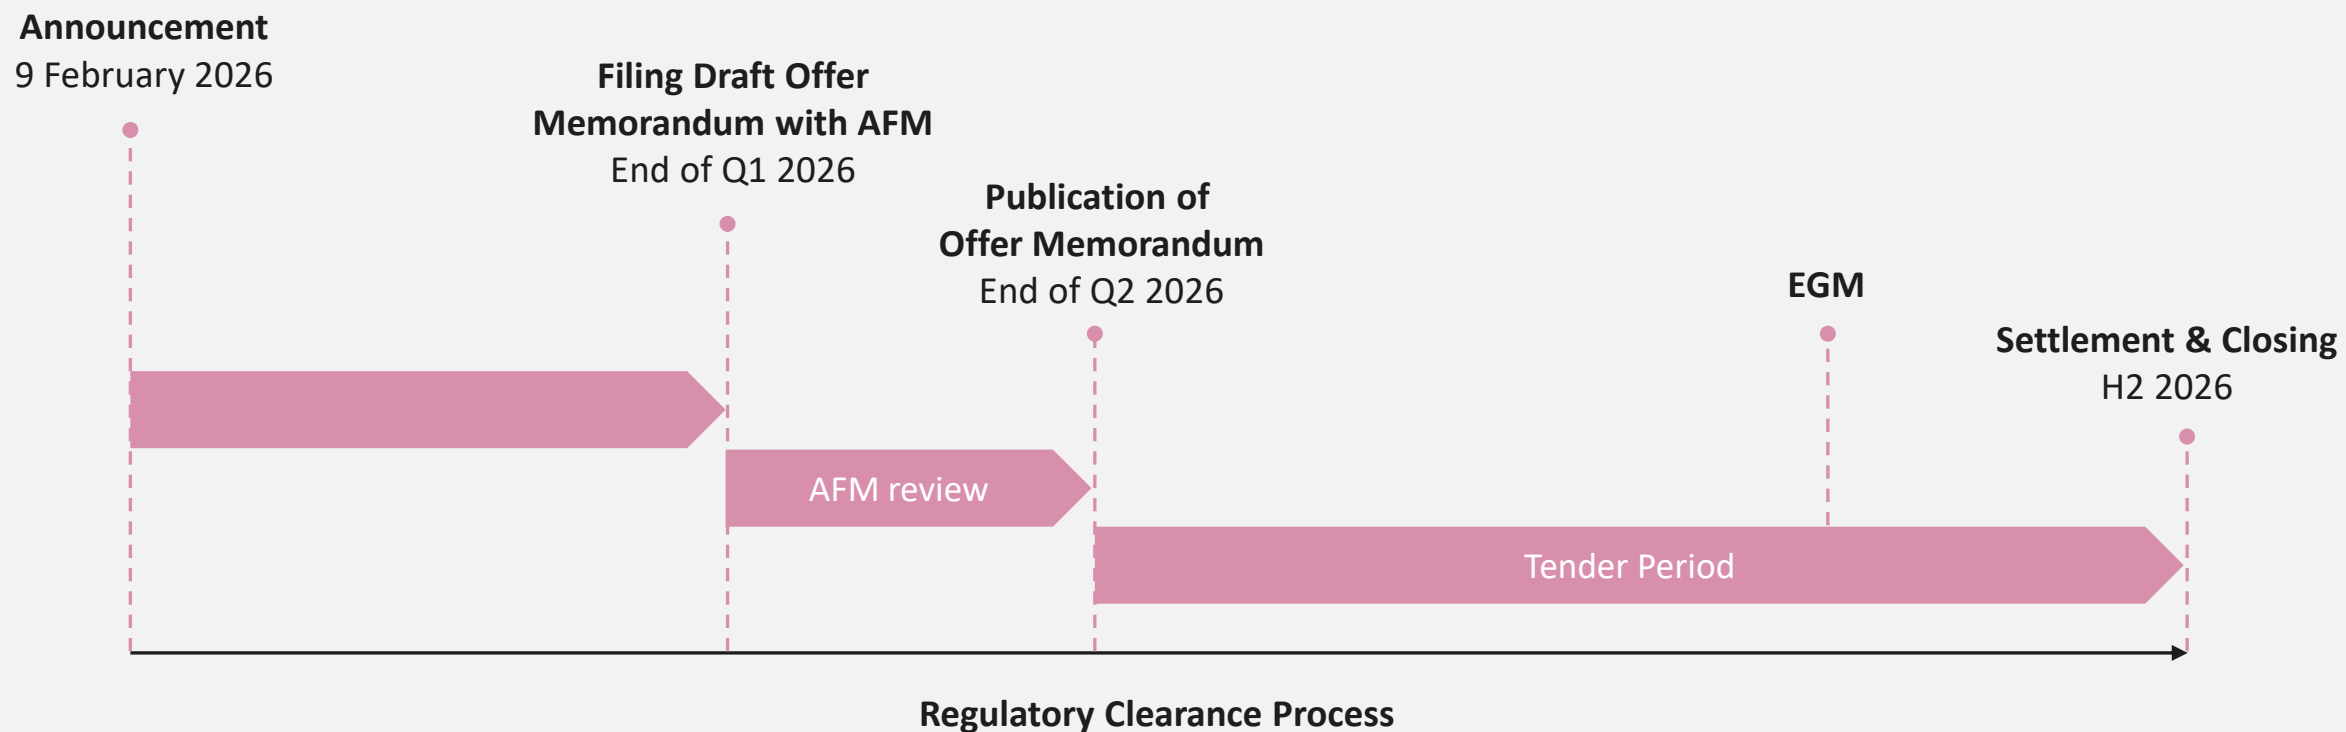 Announcement
9 February 2026
Filing Draft Offer
Memorandum with AFM
End of Q1 2026
Publication of
Offer Memorandum
End of Q2 2026
EGM
Settlement & Closing
H2 2026
AFM review
Tender Period
Regulatory Clearance Process